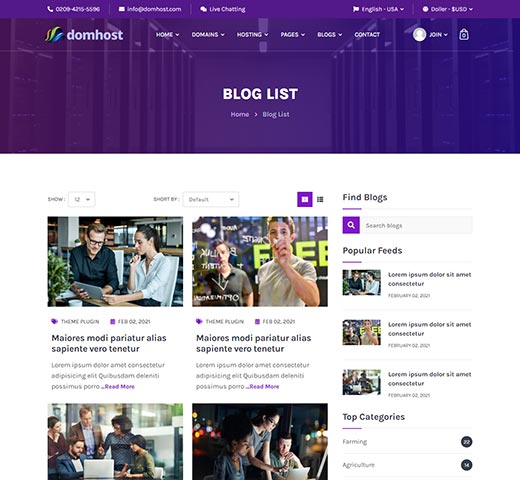 0209-4215-5596 info@domhost.com Live Chatting English - USA Doller - $USD
domhost HOME DOMAINS HOSTING PAGES BLOGS CONTACT JOIN 0
BLOG LIST
Home > Blog List
SHOW : 12 SHORT BY : Default
Find Blogs
Search blogs
Popular Feeds
Lorem ipsum dolor sit amet
consectetur
FEBRUARY 02, 2021
Lorem ipsum dolor sit amet
consectetur
FEBRUARY 02, 2021
Lorem ipsum dolor sit amet
consectetur
FEBRUARY 02, 2021
Top Categories
Farming 22
Agriculture 14
THEME PLUGIN FEB 02, 2021
Maiores modi pariatur alias
sapiente vero tenetur
Lorem ipsum dolor sit amet consectetur
adipisicing elit Quibusdam deleniti
possimus porro ...Read More
THEME PLUGIN FEB 02, 2021
Maiores modi pariatur alias
sapiente vero tenetur
Lorem ipsum dolor sit amet consectetur
adipisicing elit Quibusdam deleniti
possimus porro ...Read More